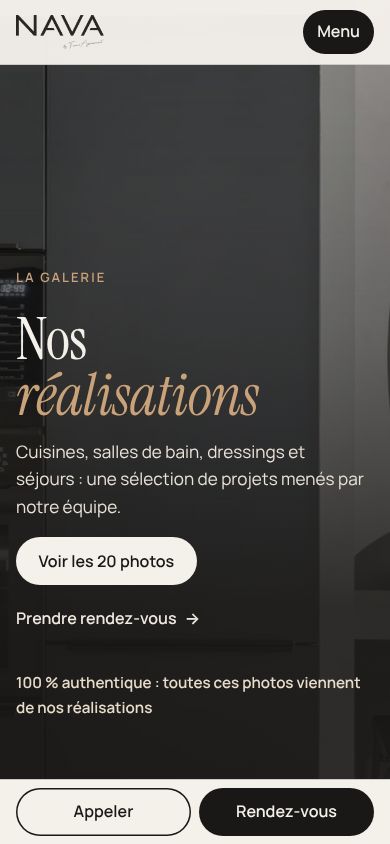 NAVA
Menu
LA GALERIE
Nos
réalisations
Cuisines, salles de bain, dressings et
séjours : une sélection de projets menés par
notre équipe.
Voir les 20 photos
Prendre rendez-vous →
100 % authentique : toutes ces photos viennent
de nos réalisations
Appeler
Rendez-vous